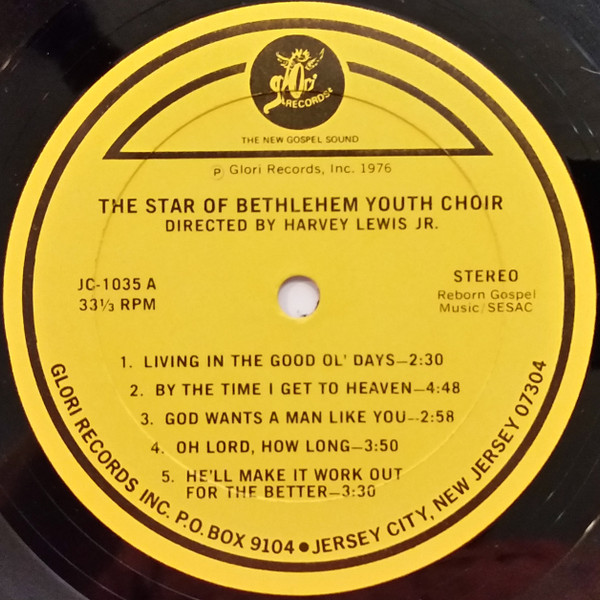 glori
RECORDS
THE NEW GOSPEL SOUND
℗ Glori Records, Inc. 1976
THE STAR OF BETHLEHEM YOUTH CHOIR
DIRECTED BY HARVEY LEWIS JR.
JC-1035 A
33⅓ RPM
STEREO
Reborn Gospel
Music/SESAC
1. LIVING IN THE GOOD OL' DAYS—2:30
2. BY THE TIME I GET TO HEAVEN—4:48
3. GOD WANTS A MAN LIKE YOU—2:58
4. OH LORD, HOW LONG—3:50
5. HE'LL MAKE IT WORK OUT
FOR THE BETTER—3:30
GLORI RECORDS INC. P.O. BOX 9104 ● JERSEY CITY, NEW JERSEY 07304